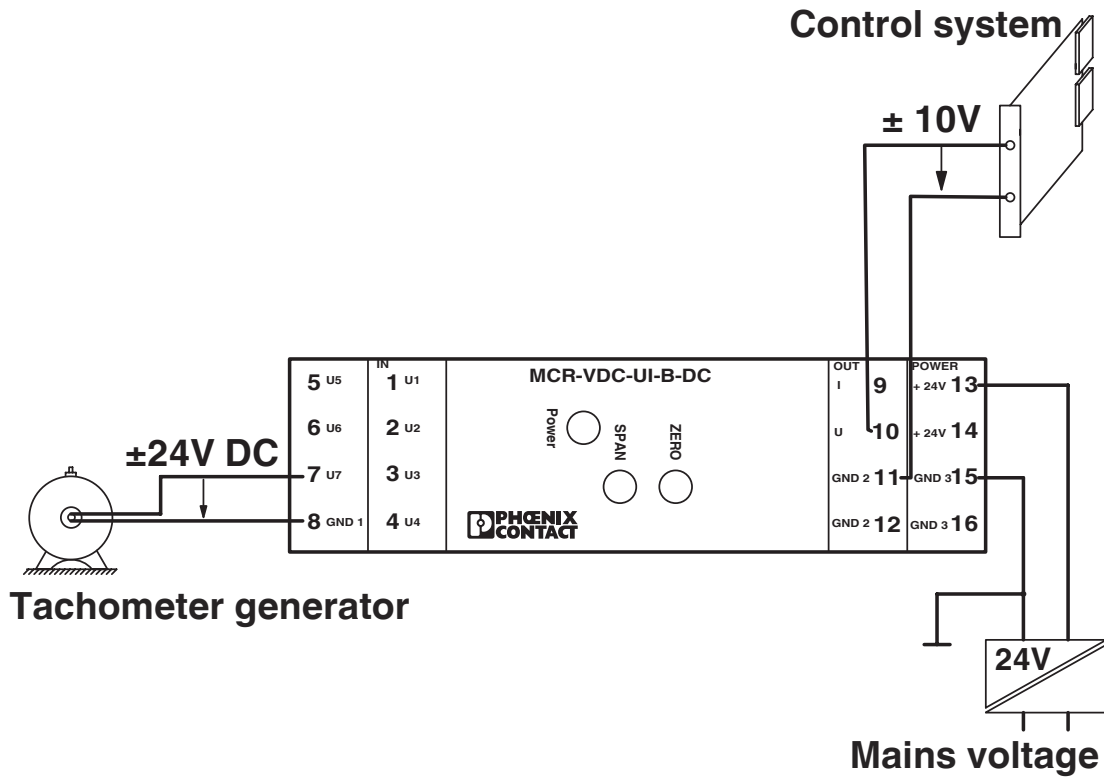 Control system
± 10V
MCR-VDC-UI-B-DC
IN
OUT
POWER
5 U5
1 U1
I 9
+ 24V 13
6 U6
2 U2
U 10
+ 24V 14
7 U7
3 U3
GND 2 11
GND 3 15
8 GND 1
4 U4
GND 2 12
GND 3 16
Power
SPAN
ZERO
PHŒNIX
CONTACT
±24V DC
Tachometer generator
24V
Mains voltage